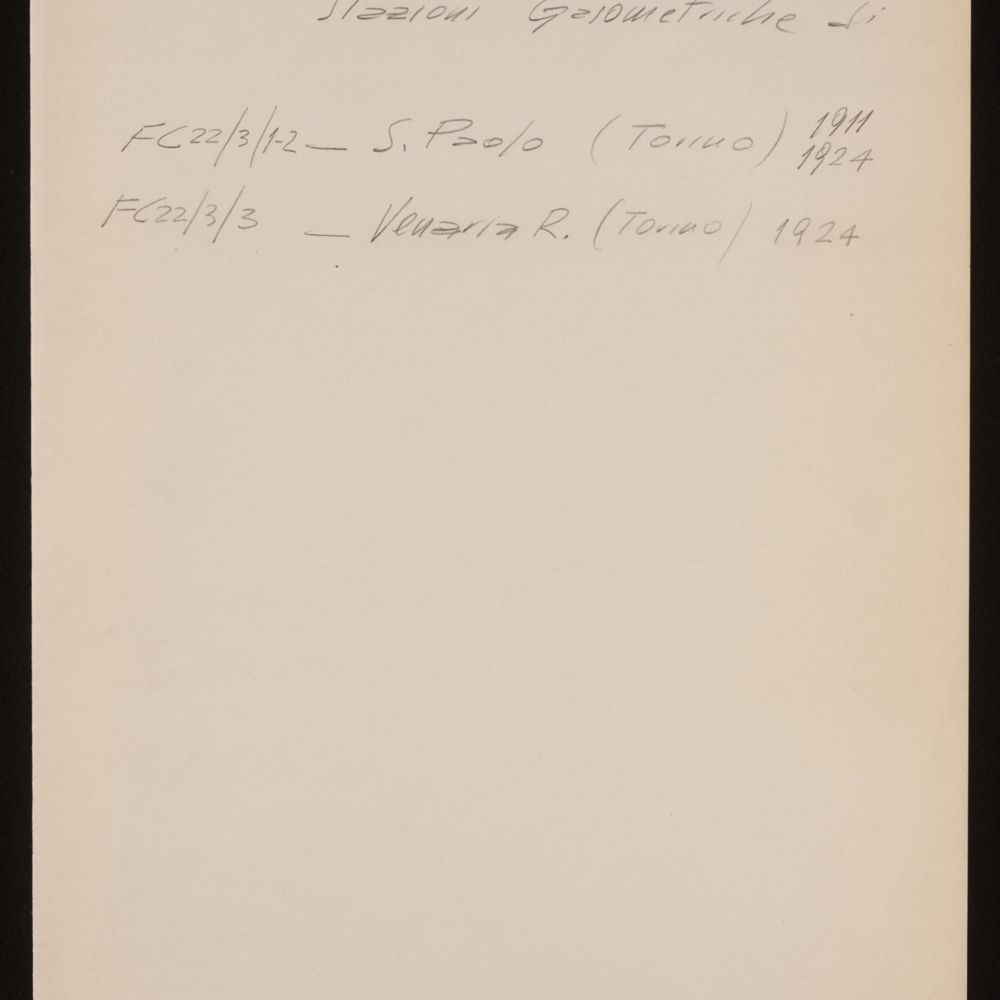 Stazioni Gasometriche di
FC22/3/1-2 — S. Paolo (Torino) 1911
1924
FC22/3/3 — Venaria R. (Torino) 1924